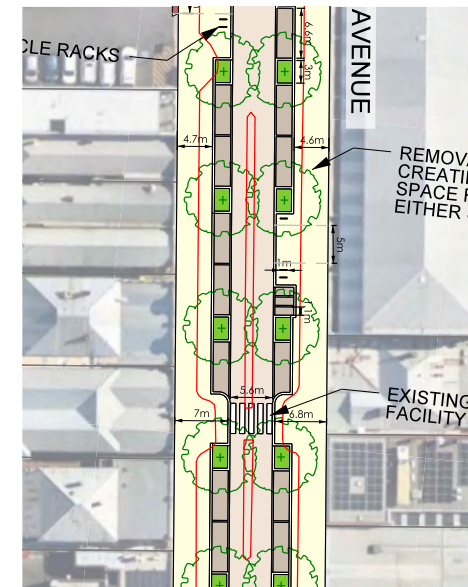 AVENUE
6.6m
3m
CLE RACKS
4.7m
4.6m
REMOVA
CREATI
SPACE
EITHER
5m
1m
5.6m
EXISTING
FACILITY
7m
6.8m